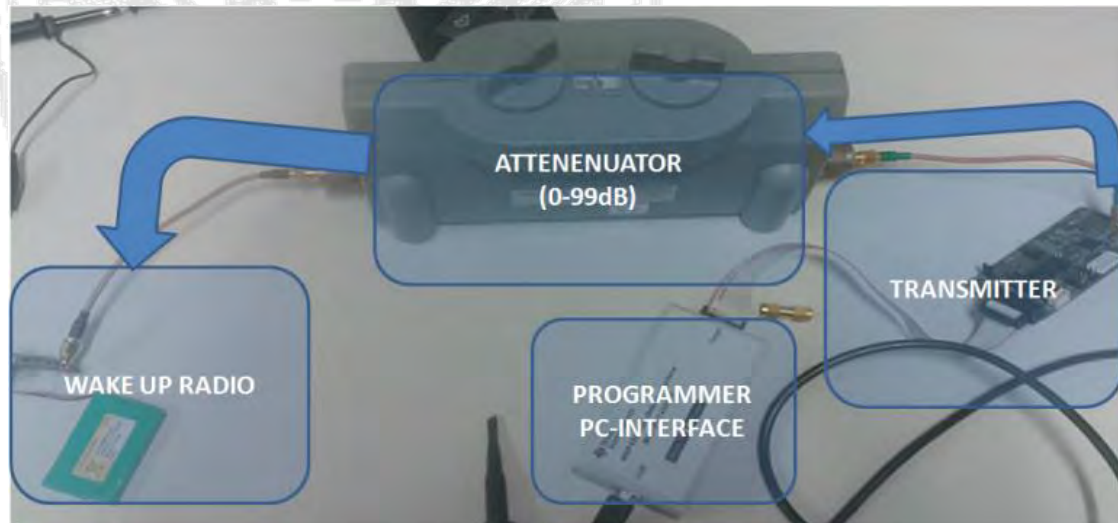 ATTENENUATOR
(0-99dB)
TRANSMITTER
WAKE UP RADIO
PROGRAMMER
PC-INTERFACE